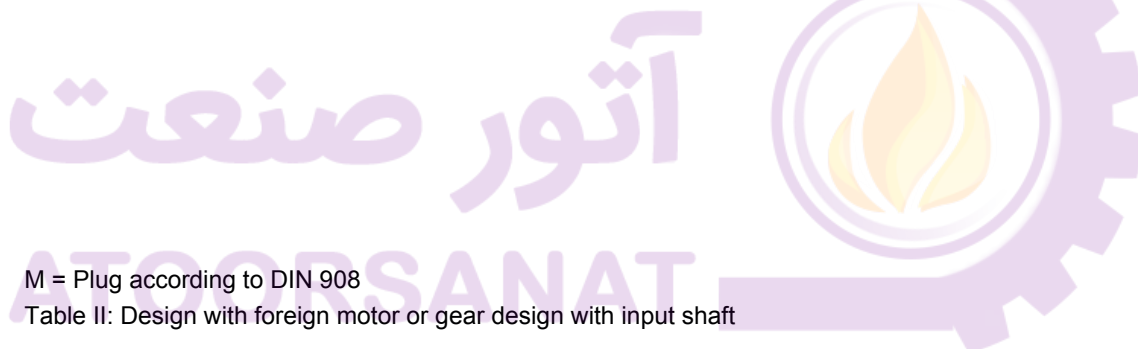 آتور صنعت
ATOORSANAT
M = Plug according to DIN 908
Table II: Design with foreign motor or gear design with input shaft